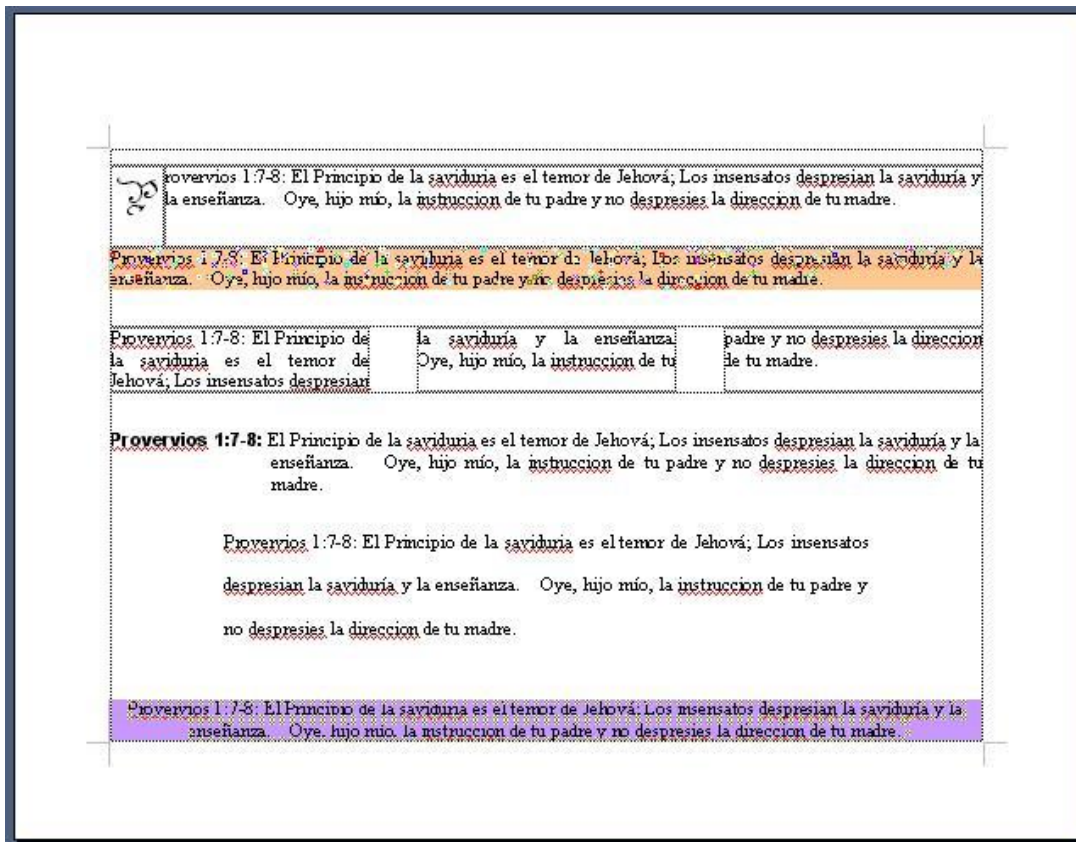 Provervios 1:7-8: El Principio de la saviduria es el temor de Jehová; Los insensatos despresian la saviduría y
la enseñanza. Oye, hijo mío, la instruccion de tu padre y no despresies la direccion de tu madre.
Provervios 1:7-8: El Principio de la saviduria es el temor de Jehová; Los insensatos despresian la saviduría y la
enseñanza. Oye, hijo mío, la instruccion de tu padre y no despresies la direccion de tu madre.
Provervios 1:7-8: El Principio de
la saviduria es el temor de
Jehová; Los insensatos despresian
la saviduría y la enseñanza.
Oye, hijo mío, la instruccion de tu
padre y no despresies la direccion
de tu madre.
Provervios 1:7-8: El Principio de la saviduria es el temor de Jehová; Los insensatos despresian la saviduría y la
enseñanza. Oye, hijo mío, la instruccion de tu padre y no despresies la direccion de tu
madre.
Provervios 1:7-8: El Principio de la saviduria es el temor de Jehová; Los insensatos
despresian la saviduría y la enseñanza. Oye, hijo mío, la instruccion de tu padre y
no despresies la direccion de tu madre.
Provervios 1:7-8: El Principio de la saviduria es el temor de Jehová; Los insensatos despresian la saviduría y la
enseñanza. Oye, hijo mío, la instruccion de tu padre y no despresies la direccion de tu madre.